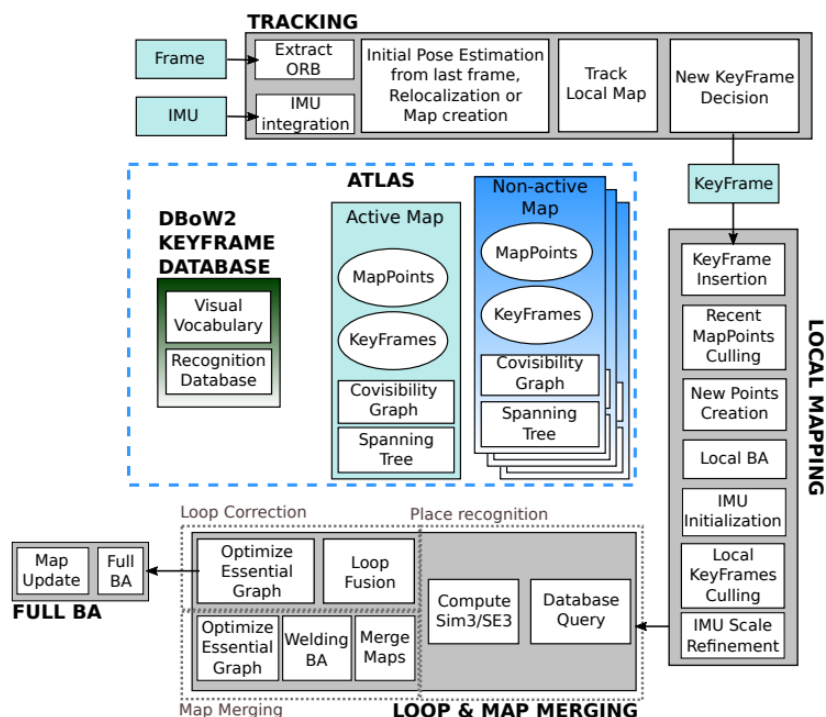 TRACKING
Frame
IMU
Extract
ORB
IMU
integration
Initial Pose Estimation
from last frame,
Relocalization or
Map creation
Track
Local Map
New KeyFrame
Decision
KeyFrame
ATLAS
DBoW2
KEYFRAME
DATABASE
Visual
Vocabulary
Recognition
Database
Active Map
MapPoints
KeyFrames
Covisibility
Graph
Spanning
Tree
Non-active
Map
MapPoints
KeyFrames
Covisibility
Graph
Spanning
Tree
LOCAL MAPPING
KeyFrame
Insertion
Recent
MapPoints
Culling
New Points
Creation
Local BA
IMU
Initialization
Local
KeyFrames
Culling
IMU Scale
Refinement
Loop Correction
Place recognition
Optimize
Essential
Graph
Loop
Fusion
Compute
Sim3/SE3
Database
Query
Optimize
Essential
Graph
Welding
BA
Merge
Maps
Map Merging
LOOP & MAP MERGING
Map
Update
Full
BA
FULL BA